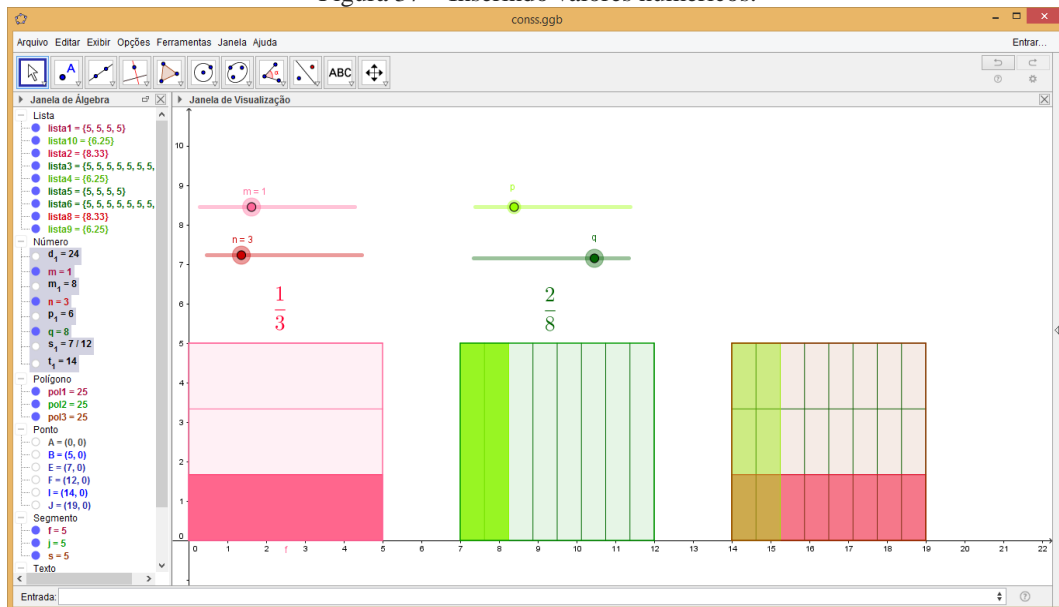 Figura 37 – Inserindo valores numéricos.
conss.ggb
Arquivo Editar Exibir Opções Ferramentas Janela Ajuda
Entrar...
A
ABC
Janela de Álgebra
Janela de Visualização
Lista
lista1 = {5, 5, 5, 5}
lista10 = {6.25}
lista2 = {8.33}
lista3 = {5, 5, 5, 5, 5, 5, 5,
lista4 = {6.25}
lista5 = {5, 5, 5, 5}
lista6 = {5, 5, 5, 5, 5, 5, 5,
lista8 = {8.33}
lista9 = {6.25}
Número
d1 = 24
m = 1
m1 = 8
n = 3
p1 = 6
q = 8
s1 = 7 / 12
t1 = 14
Polígono
pol1 = 25
pol2 = 25
pol3 = 25
Ponto
A = (0, 0)
B = (5, 0)
E = (7, 0)
F = (12, 0)
I = (14, 0)
J = (19, 0)
Segmento
f = 5
j = 5
s = 5
Texto
m = 1
n = 3
p
q
1
3
2
8
10
9
8
7
6
5
4
3
2
1
0
0 1 2 f 3 4 5 6 7 8 9 10 11 12 13 14 15 16 17 18 19 20 21 22
Entrada: